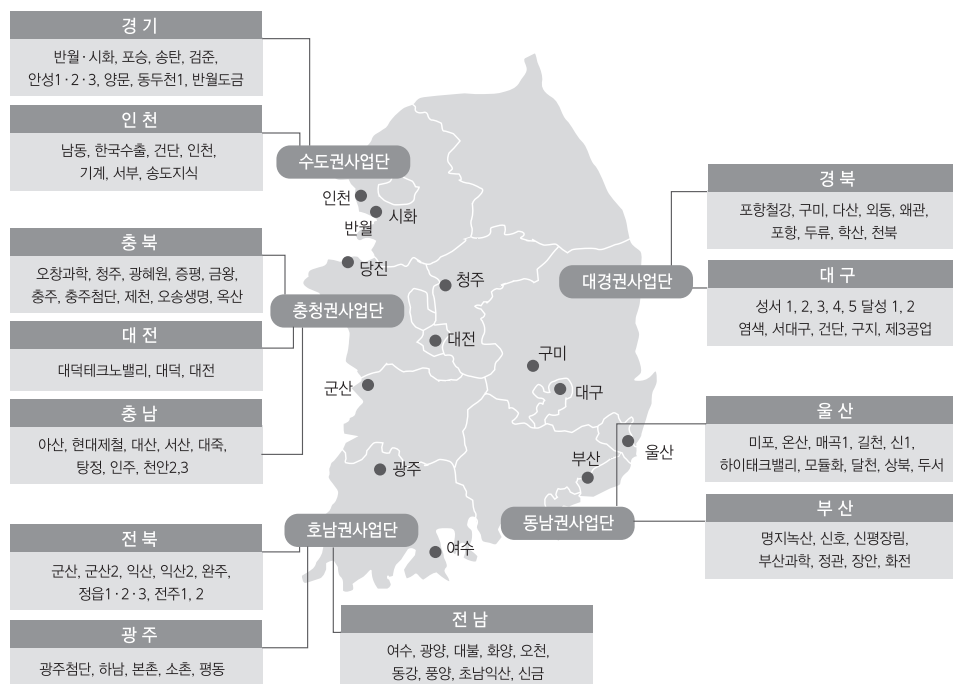 경 기
반월·시화, 포승, 송탄, 검준,
안성1·2·3, 양문, 동두천1, 반월도금
인 천
남동, 한국수출, 건단, 인천,
기계, 서부, 송도지식
수도권사업단
인천
시화
반월
당진
청주
충 북
오창과학, 청주, 광혜원, 증평, 금왕,
충주, 충주첨단, 제천, 오송생명, 옥산
충청권사업단
대 전
대덕테크노밸리, 대덕, 대전
대전
충 남
아산, 현대제철, 대산, 서산, 대죽,
탕정, 인주, 천안2,3
군산
광주
경 북
포항철강, 구미, 다산, 외동, 왜관,
포항, 두류, 학산, 천북
대경권사업단
대 구
성서 1, 2, 3, 4, 5 달성 1, 2
염색, 서대구, 건단, 구지, 제3공업
구미
대구
울 산
미포, 온산, 매곡1, 길천, 신1,
하이태크밸리, 모듈화, 달천, 상북, 두서
울산
부산
동남권사업단
부 산
명지녹산, 신호, 신평장림,
부산과학, 정관, 장안, 화전
호남권사업단
여수
전 북
군산, 군산2, 익산, 익산2, 완주,
정읍1·2·3, 전주1, 2
광 주
광주첨단, 하남, 본촌, 소촌, 평동
전 남
여수, 광양, 대불, 화양, 오천,
동강, 풍양, 초남익산, 신금